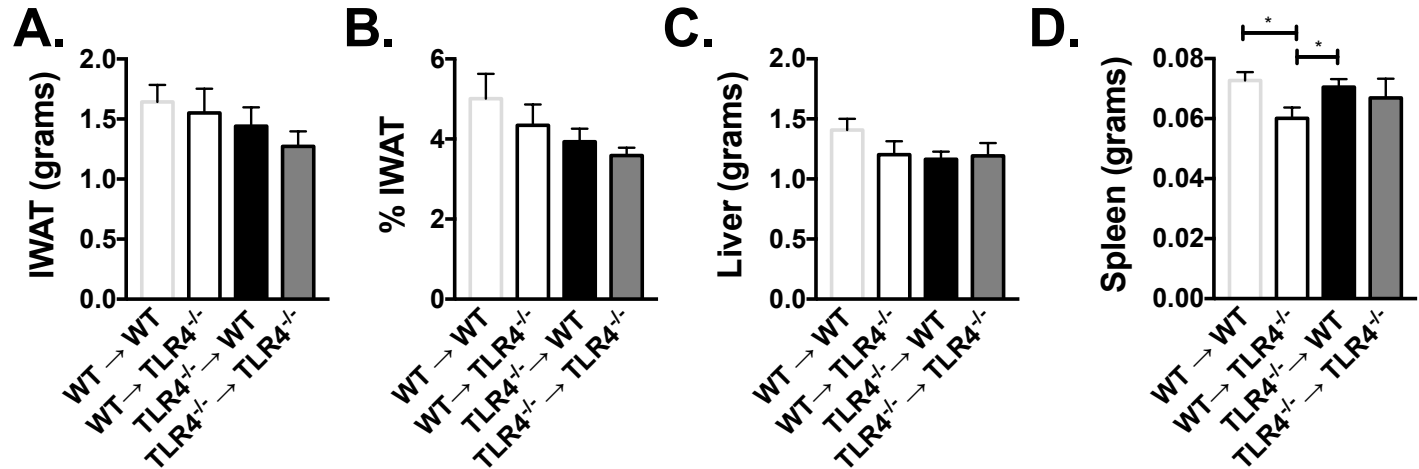 A.
IWAT (grams)
2.0
1.5
1.0
0.5
0.0
WT → WT
WT → TLR4-/-
TLR4-/- → WT
TLR4-/- → TLR4-/-
B.
% IWAT
6
4
2
0
WT → WT
WT → TLR4-/-
TLR4-/- → WT
TLR4-/- → TLR4-/-
C.
Liver (grams)
2.0
1.5
1.0
0.5
0.0
WT → WT
WT → TLR4-/-
TLR4-/- → WT
TLR4-/- → TLR4-/-
D.
Spleen (grams)
0.08
0.06
0.04
0.02
0.00
*
*
WT → WT
WT → TLR4-/-
TLR4-/- → WT
TLR4-/- → TLR4-/-